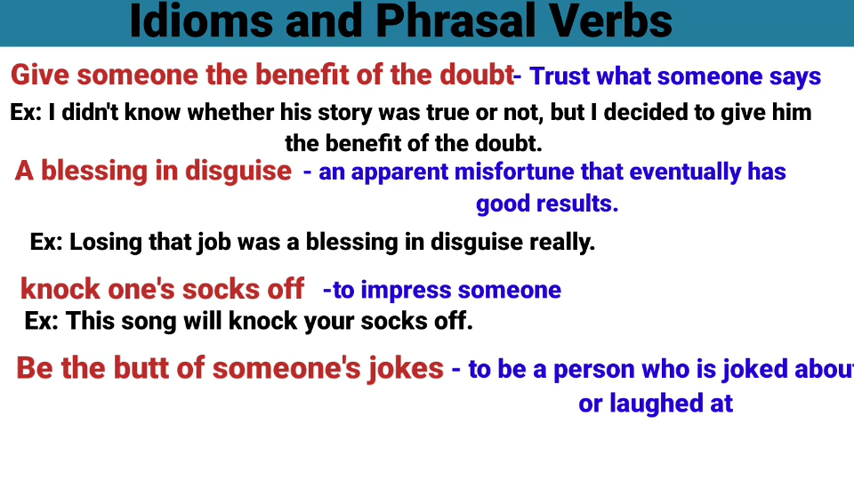 Idioms and Phrasal Verbs
Give someone the benefit of the doubt- Trust what someone says
Ex: I didn't know whether his story was true or not, but I decided to give him
the benefit of the doubt.
A blessing in disguise - an apparent misfortune that eventually has
good results.
Ex: Losing that job was a blessing in disguise really.
knock one's socks off -to impress someone
Ex: This song will knock your socks off.
Be the butt of someone's jokes - to be a person who is joked abou
or laughed at